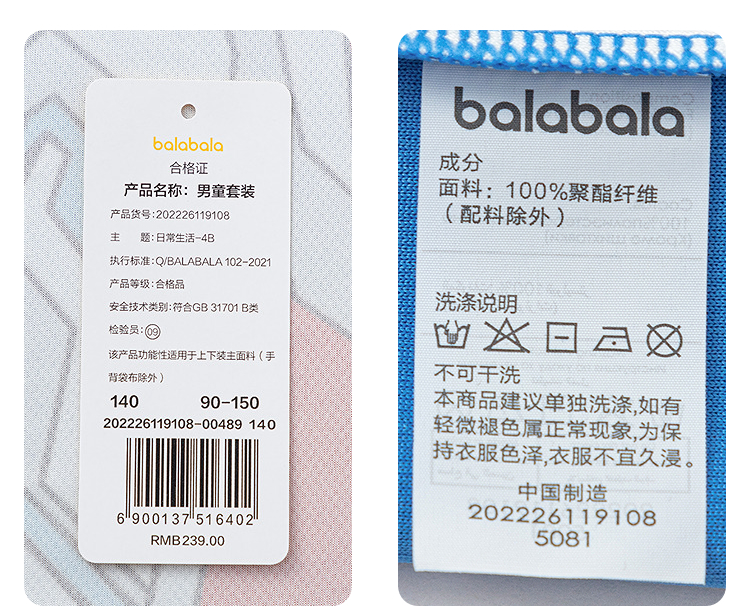 balabala
合格证
产品名称：男童套装
产品货号：202226119108
主　　题：日常生活-4B
执行标准：Q/BALABALA 102-2021
产品等级：合格品
安全技术类别：符合GB 31701 B类
检验员：09
该产品功能性适用于上下装主面料（手
背袋布除外）
140 90-150
202226119108-00489 140
6 900137 516402
RMB239.00
balabala
成分
面料：100%聚酯纤维
（配料除外）
洗涤说明
不可干洗
本商品建议单独洗涤,如有
轻微褪色属正常现象,为保
持衣服色泽,衣服不宜久浸。
中国制造
202226119108
5081